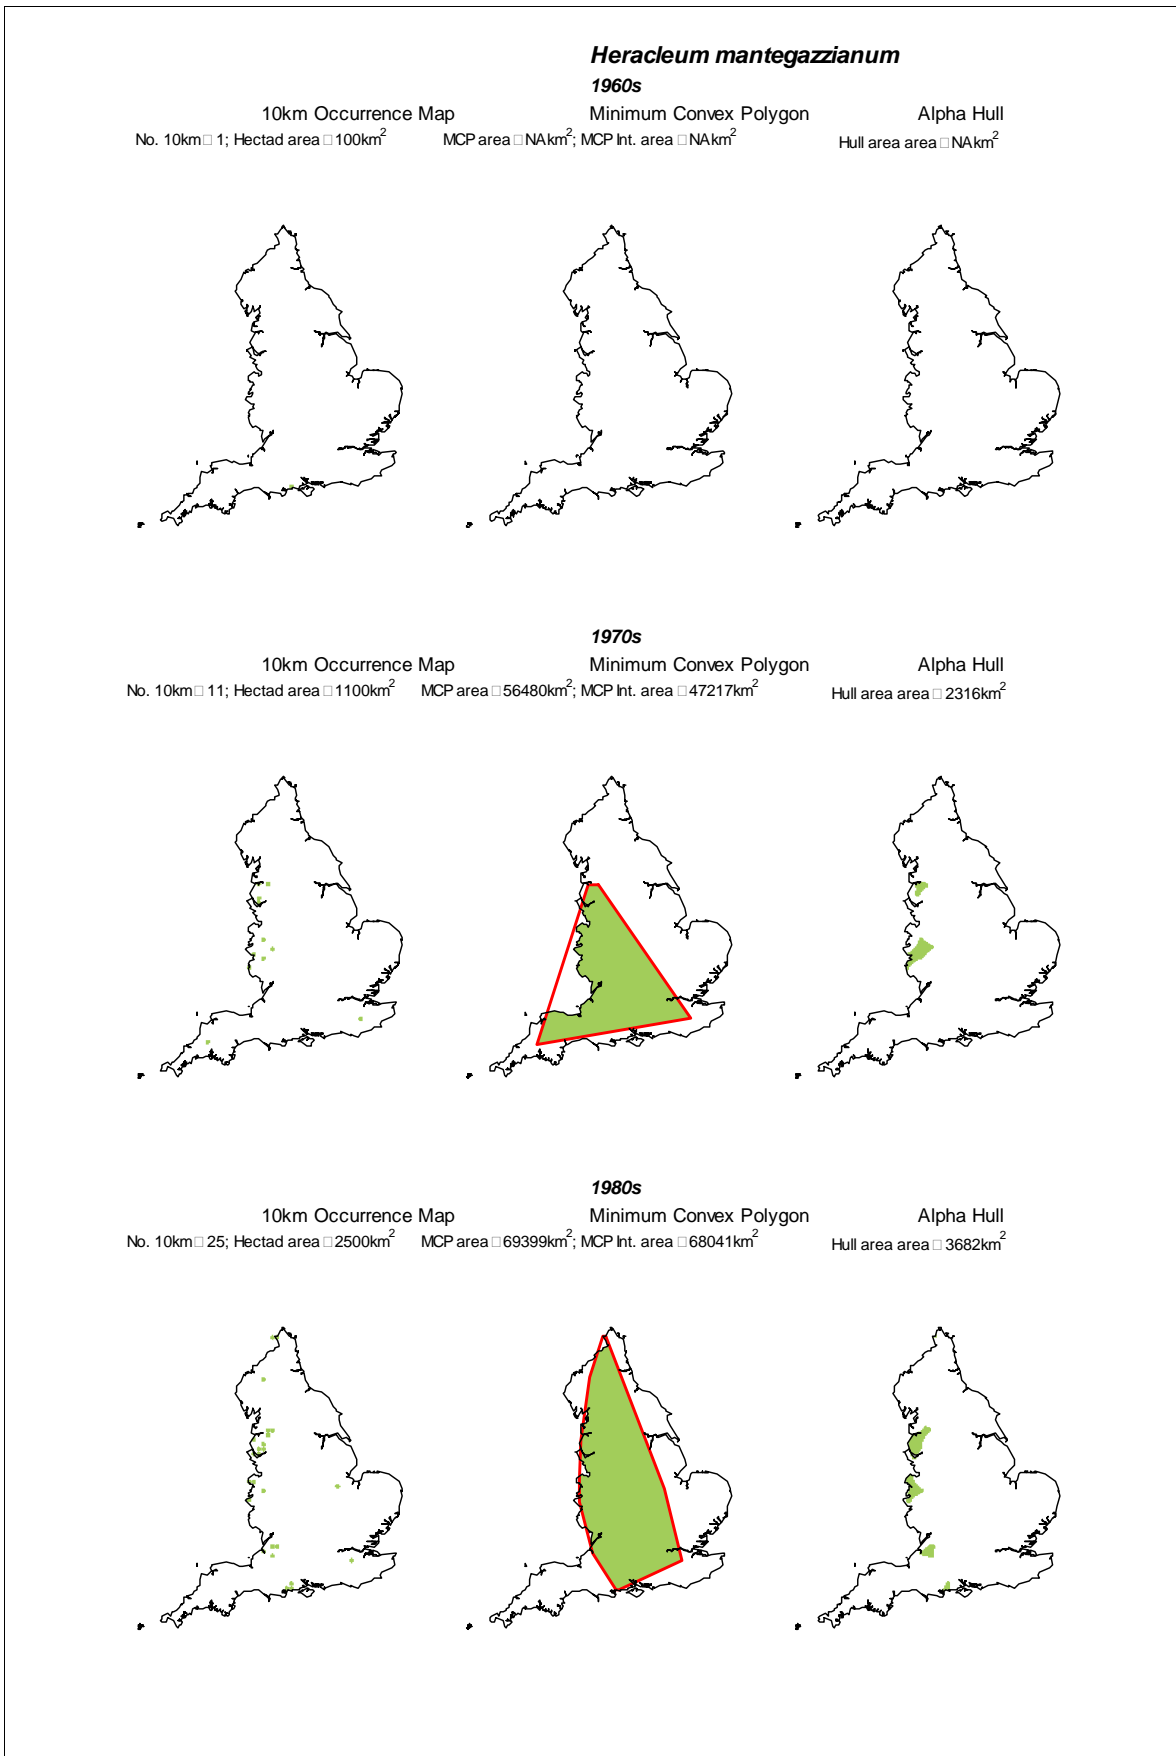 Heracleum mantegazzianum
1960s
10km Occurrence Map Minimum Convex Polygon Alpha Hull
No. 10km □ 1; Hectad area □ 100km² MCP area □ NAkm²; MCP Int. area □ NAkm² Hull area area □ NAkm²
1970s
10km Occurrence Map Minimum Convex Polygon Alpha Hull
No. 10km □ 11; Hectad area □ 1100km² MCP area □ 56480km²; MCP Int. area □ 47217km² Hull area area □ 2316km²
1980s
10km Occurrence Map Minimum Convex Polygon Alpha Hull
No. 10km □ 25; Hectad area □ 2500km² MCP area □ 69399km²; MCP Int. area □ 68041km² Hull area area □ 3682km²